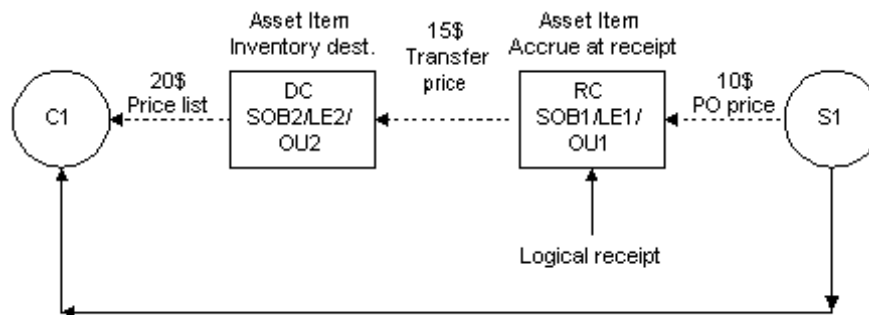 Asset Item
Inventory dest.
15$
Transfer
price
Asset Item
Accrue at receipt
C1
20$
Price list
DC
SOB2/LE2/
OU2
RC
SOB1/LE1/
OU1
10$
PO price
S1
Logical receipt